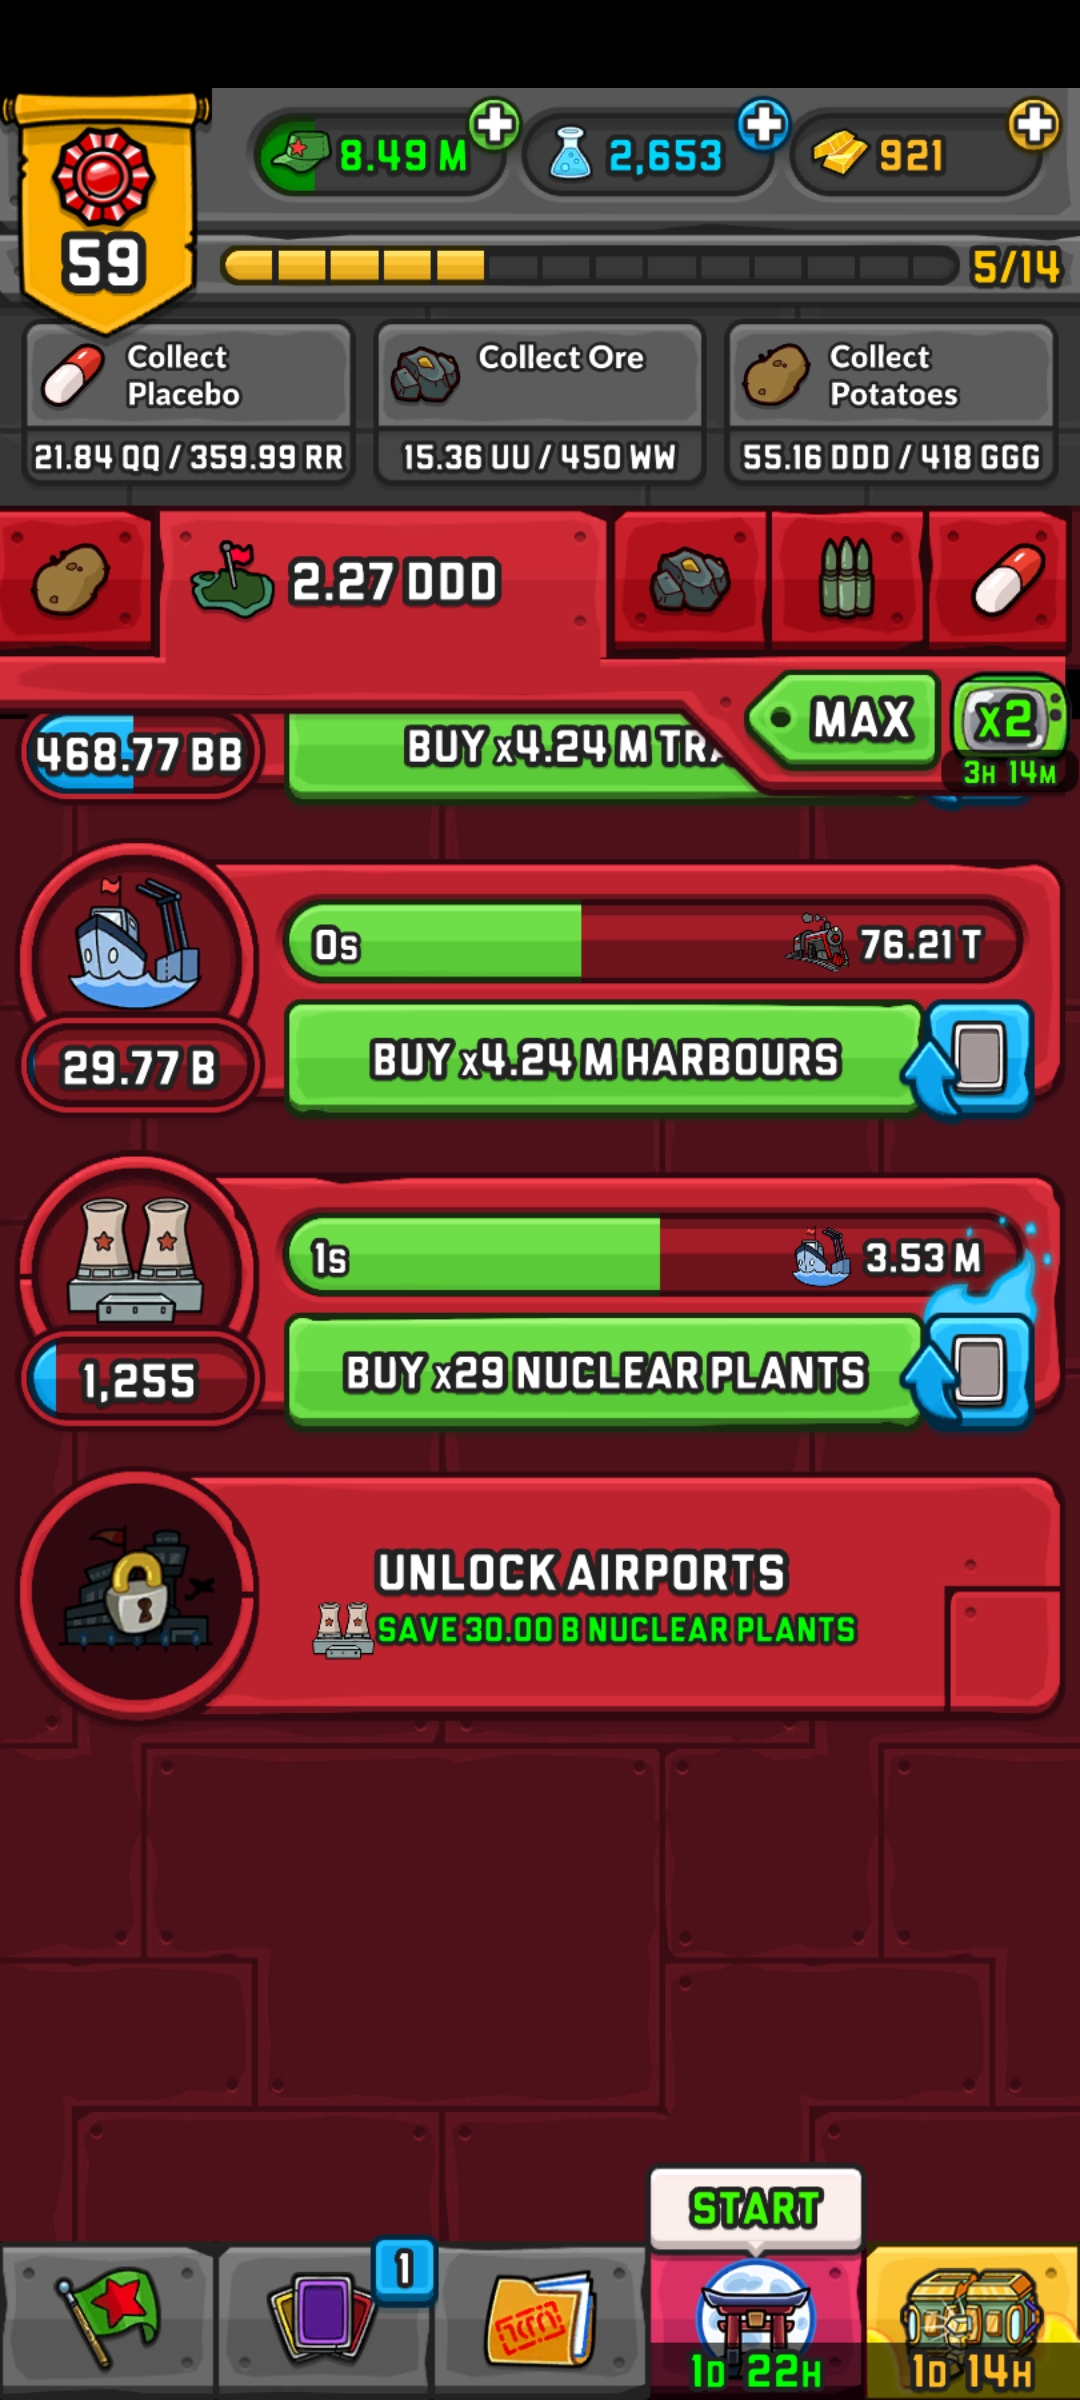 8.49 M
2,653
921
59
5/14
Collect
Placebo
21.84 QQ / 359.99 RR
Collect Ore
15.36 UU / 450 WW
Collect
Potatoes
55.16 DDD / 418 GGG
2.27 DDD
MAX
x2
3H 14M
468.77 BB
BUY x4.24 M TRA
0s
76.21 T
29.77 B
BUY x4.24 M HARBOURS
1s
3.53 M
1,255
BUY x29 NUCLEAR PLANTS
UNLOCK AIRPORTS
SAVE 30.00 B NUCLEAR PLANTS
START
1
1D 22H
1D 14H